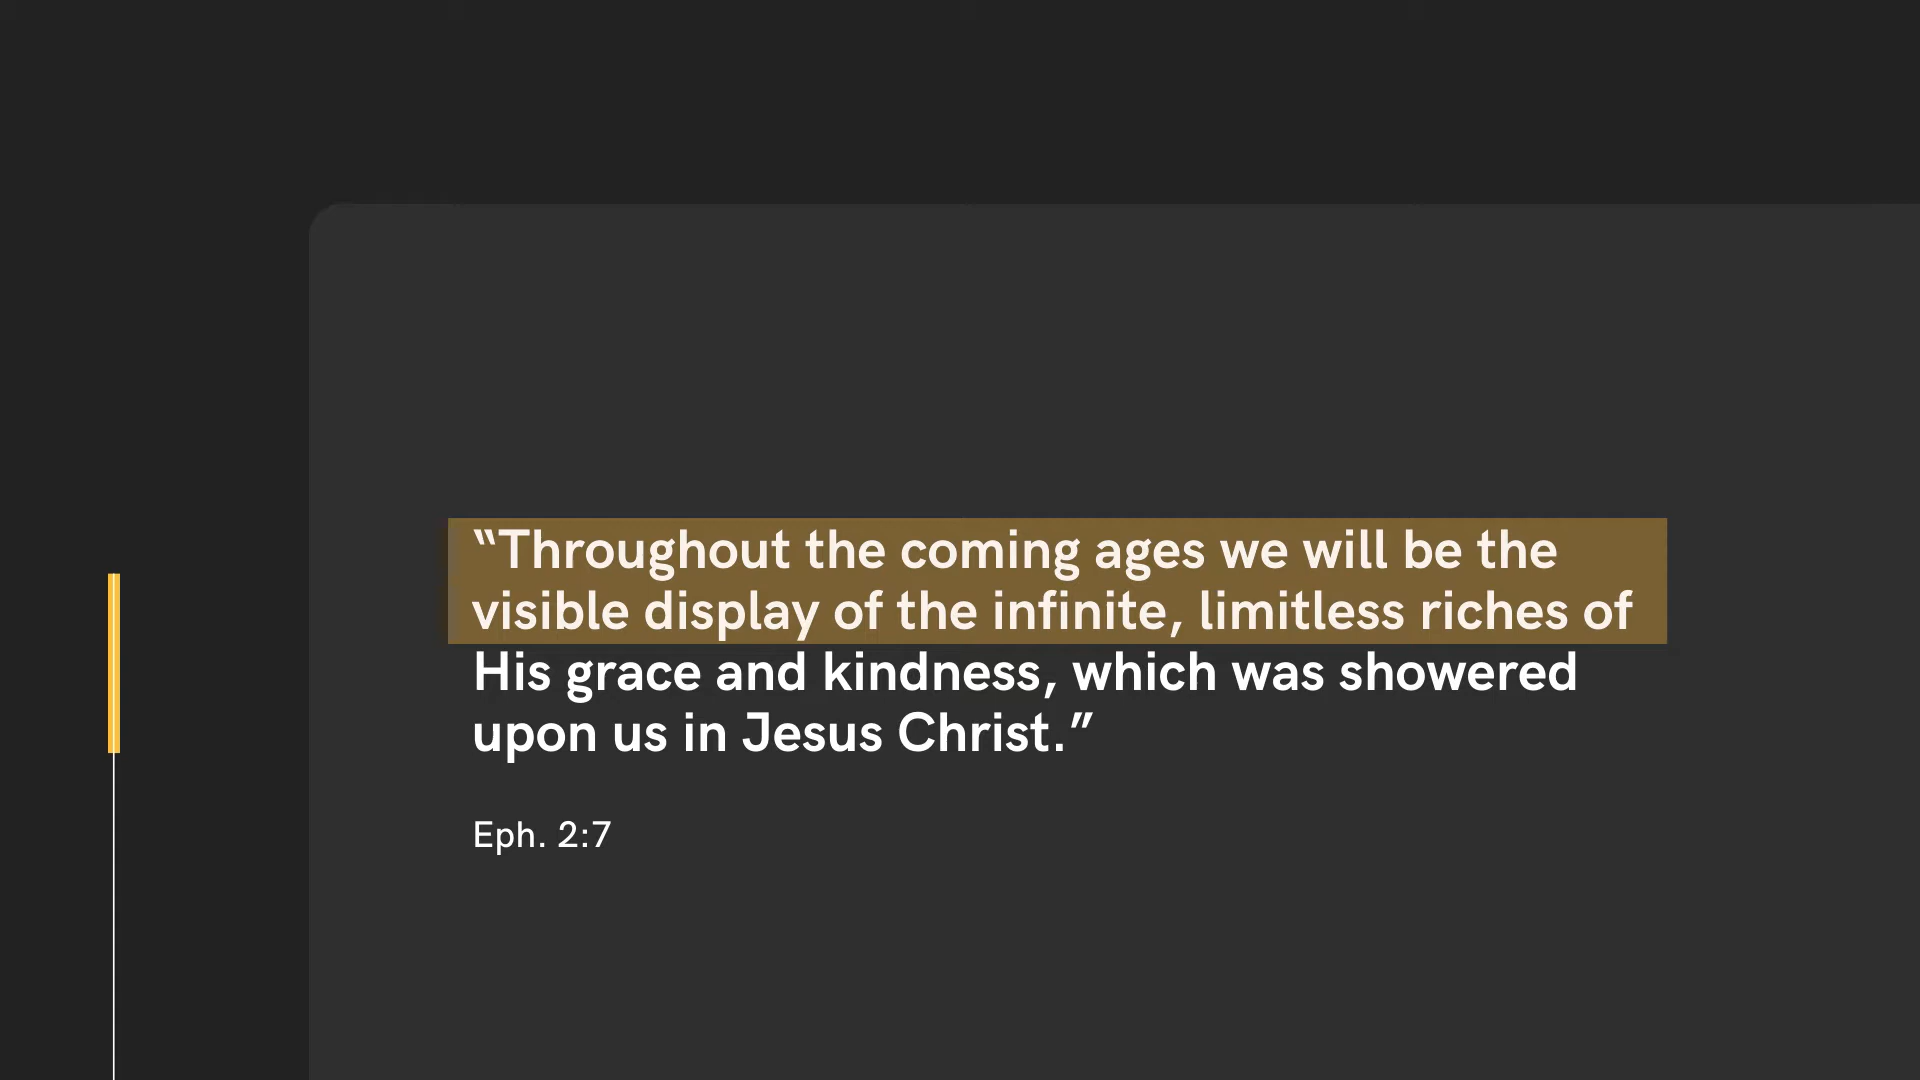 “Throughout the coming ages we will be the
visible display of the infinite, limitless riches of
His grace and kindness, which was showered
upon us in Jesus Christ.”
Eph. 2:7